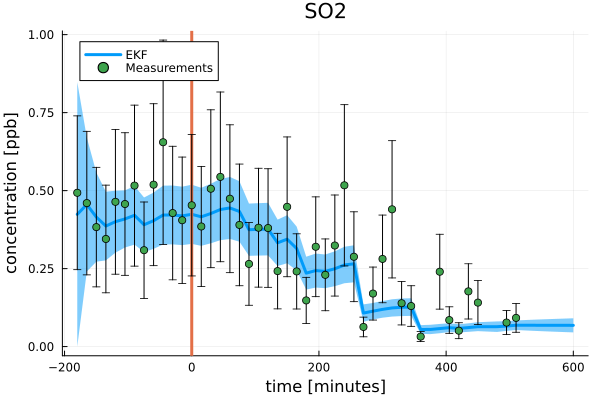 SO2
1.00
EKF
Measurements
0.75
0.50
0.25
0.00
concentration [ppb]
−200
0
200
400
600
time [minutes]